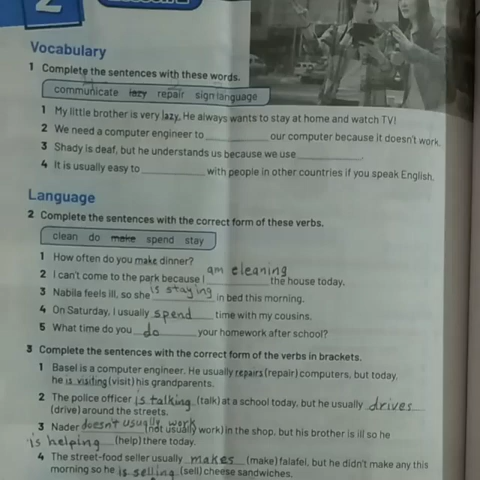 2
Vocabulary
1 Complete the sentences with these words.
communicate lazy repair sign language
1 My little brother is very lazy. He always wants to stay at home and watch TV!
2 We need a computer engineer to ________ our computer because it doesn't work.
3 Shady is deaf, but he understands us because we use ________.
4 It is usually easy to ________ with people in other countries if you speak English.
Language
2 Complete the sentences with the correct form of these verbs.
clean do make spend stay
1 How often do you make dinner?
2 I can't come to the park because I am cleaning the house today.
3 Nabila feels ill, so she is staying in bed this morning.
4 On Saturday, I usually spend time with my cousins.
5 What time do you do your homework after school?
3 Complete the sentences with the correct form of the verbs in brackets.
1 Basel is a computer engineer. He usually repairs (repair) computers, but today,
he is visiting (visit) his grandparents.
2 The police officer is talking (talk) at a school today, but he usually drives
(drive) around the streets.
3 Nader doesn't usually work (not usually work) in the shop, but his brother is ill so he
is helping (help) there today.
4 The street-food seller usually makes (make) falafel, but he didn't make any this
morning so he is selling (sell) cheese sandwiches.